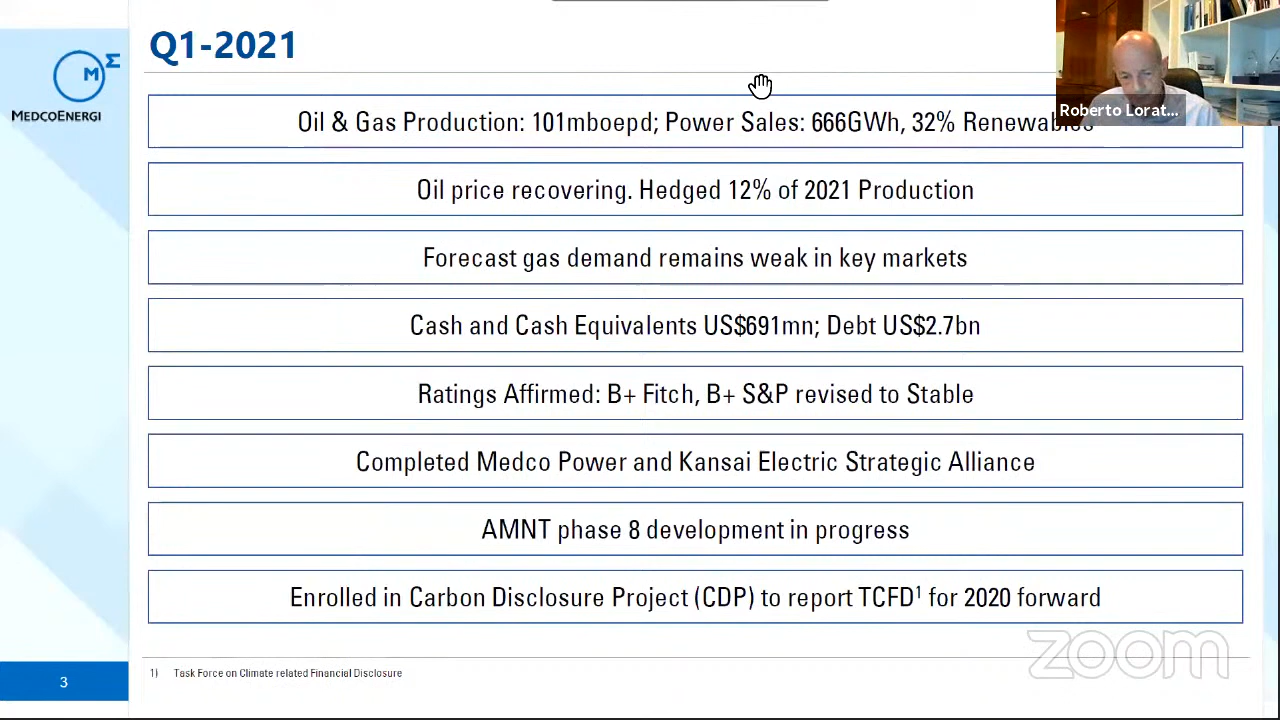 Q1-2021
MΣ
MEDCOENERGI
Roberto Lorat...
Oil & Gas Production: 101mboepd; Power Sales: 666GWh, 32% Renewables
Oil price recovering. Hedged 12% of 2021 Production
Forecast gas demand remains weak in key markets
Cash and Cash Equivalents US$691mn; Debt US$2.7bn
Ratings Affirmed: B+ Fitch, B+ S&P revised to Stable
Completed Medco Power and Kansai Electric Strategic Alliance
AMNT phase 8 development in progress
Enrolled in Carbon Disclosure Project (CDP) to report TCFD¹ for 2020 forward
zoom
1) Task Force on Climate related Financial Disclosure
3